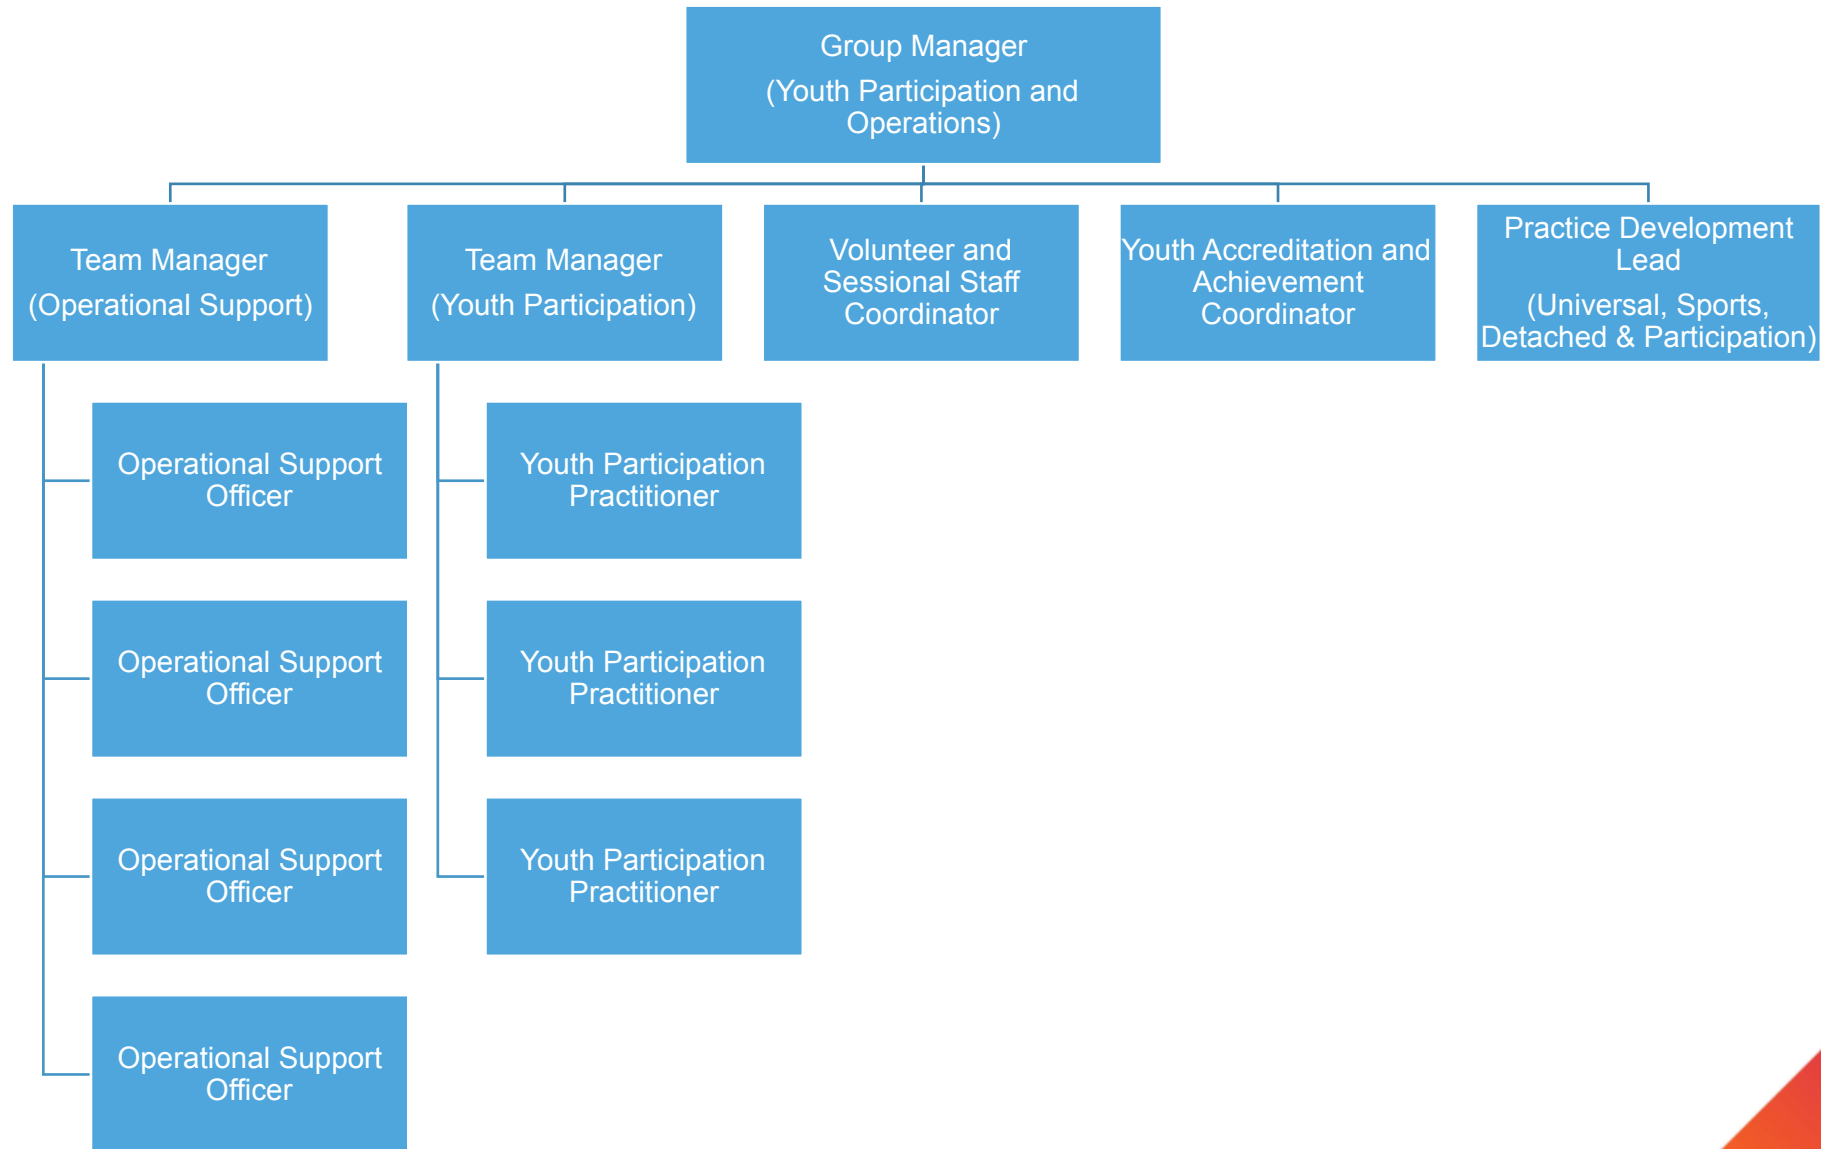 Group Manager
(Youth Participation and
Operations)
Team Manager
(Operational Support)
Team Manager
(Youth Participation)
Volunteer and
Sessional Staff
Coordinator
Youth Accreditation and
Achievement
Coordinator
Practice Development
Lead
(Universal, Sports,
Detached & Participation)
Operational Support
Officer
Youth Participation
Practitioner
Operational Support
Officer
Youth Participation
Practitioner
Operational Support
Officer
Youth Participation
Practitioner
Operational Support
Officer